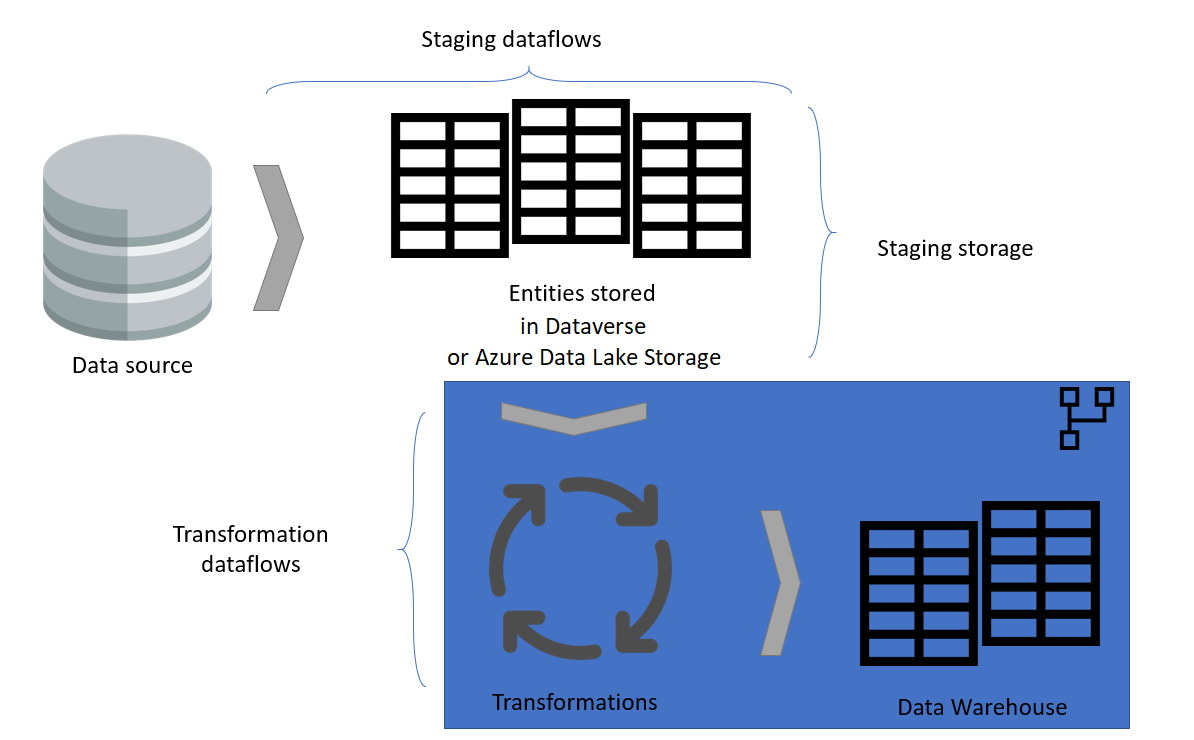 Staging dataflows
Data source
Entities stored
in Dataverse
or Azure Data Lake Storage
Staging storage
Transformation
dataflows
Transformations
Data Warehouse